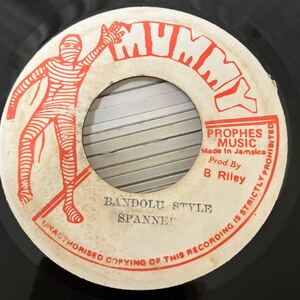 MUMMY
PROPHES
MUSIC
Made in Jamaica
Prod By
B Riley
BANDOLU STYLE
SPANNER
UNAUTHORISED COPYING OF THIS RECORDING IS STRICTLY PROHIBITED